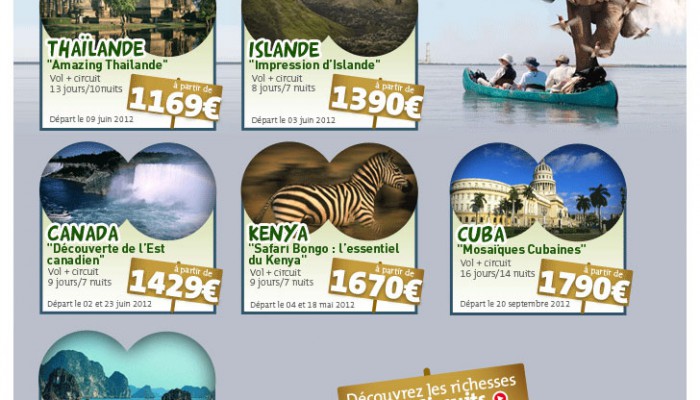 THAÏLANDE
"Amazing Thailande"
Vol + circuit
13 jours/10nuits
à partir de
1169€
Départ le 09 juin 2012
ISLANDE
"Impression d'Islande"
Vol + circuit
8 jours/7 nuits
à partir de
1390€
Départ le 03 juin 2012
CANADA
"Découverte de l'Est
canadien"
Vol + circuit
9 jours/7 nuits
à partir de
1429€
Départ le 02 et 23 juin 2012
KENYA
"Safari Bongo : l'essentiel
du Kenya"
Vol + circuit
9 jours/7 nuits
à partir de
1670€
Départ le 04 et 18 mai 2012
CUBA
"Mosaïques Cubaines"
Vol + circuit
16 jours/14 nuits
à partir de
1790€
Départ le 20 septembre 2012
Découvrez les richesses